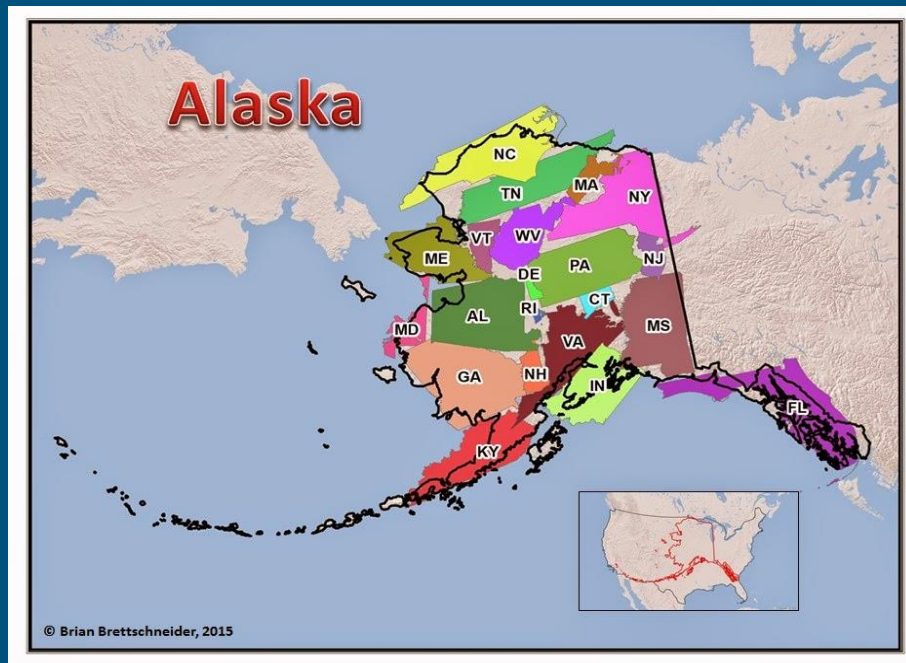 Alaska
NC
TN
MA
NY
VT
WV
ME
PA
NJ
DE
CT
AL
RI
MD
VA
MS
GA
NH
IN
FL
KY
© Brian Brettschneider, 2015